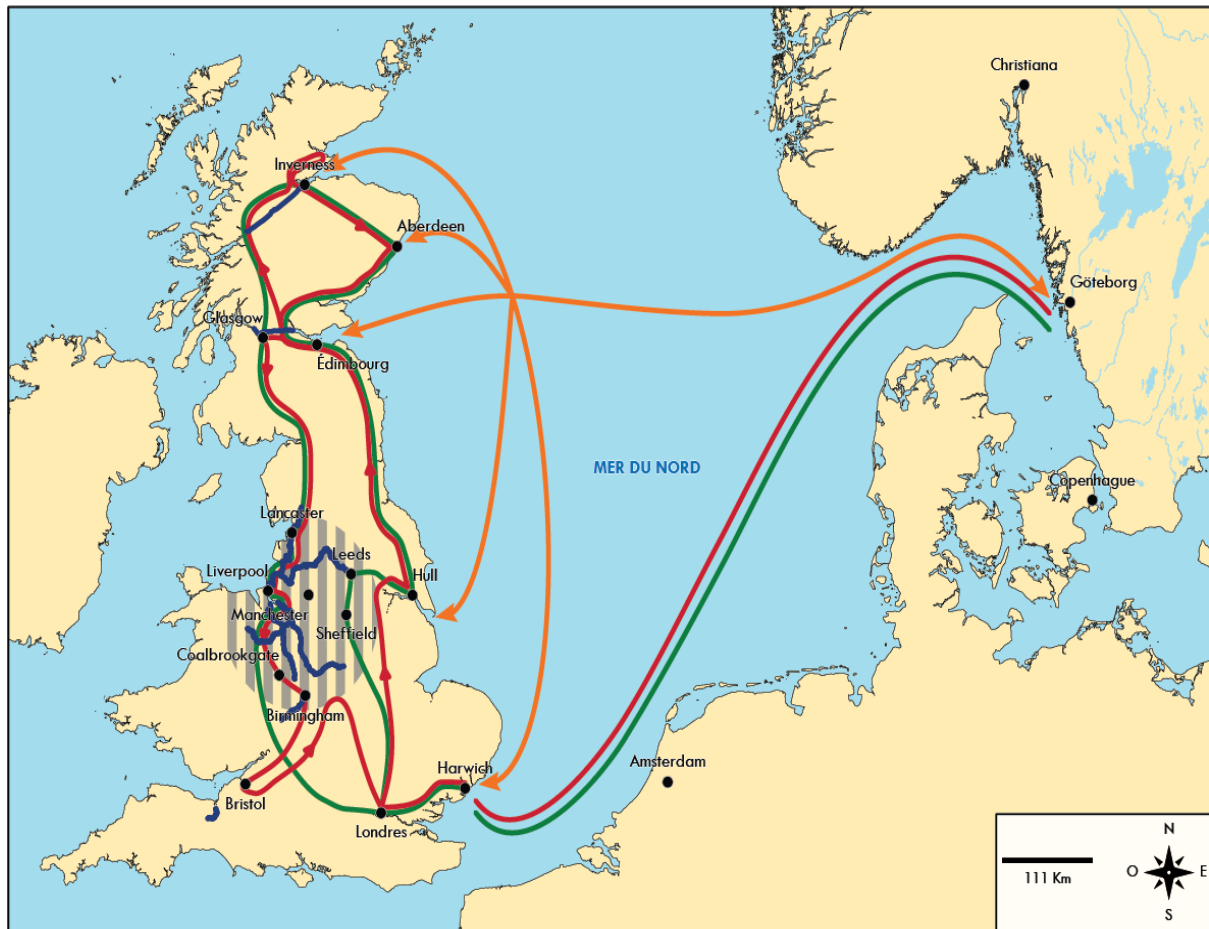 Christiana
Inverness
Aberdeen
Göteborg
Glasgow
Édimbourg
MER DU NORD
Copenhague
Lancaster
Leeds
Liverpool
Hull
Manchester
Sheffield
Coalbrookgate
Birmingham
Harwich
Amsterdam
Bristol
Londres
N
O
E
S
111 Km